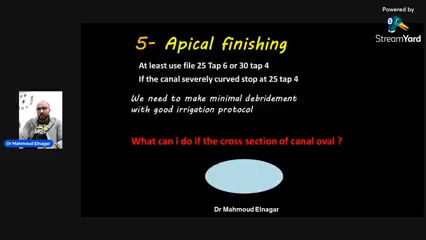 Powered by
StreamYard
5- Apical finishing
At least use file 25 Tap 6 or 30 tap 4
If the canal severely curved stop at 25 tap 4
We need to make minimal debridement
with good irrigation protocol
What can i do if the cross section of canal oval ?
Dr Mahmoud Elnagar
Dr Mahmoud Elnagar